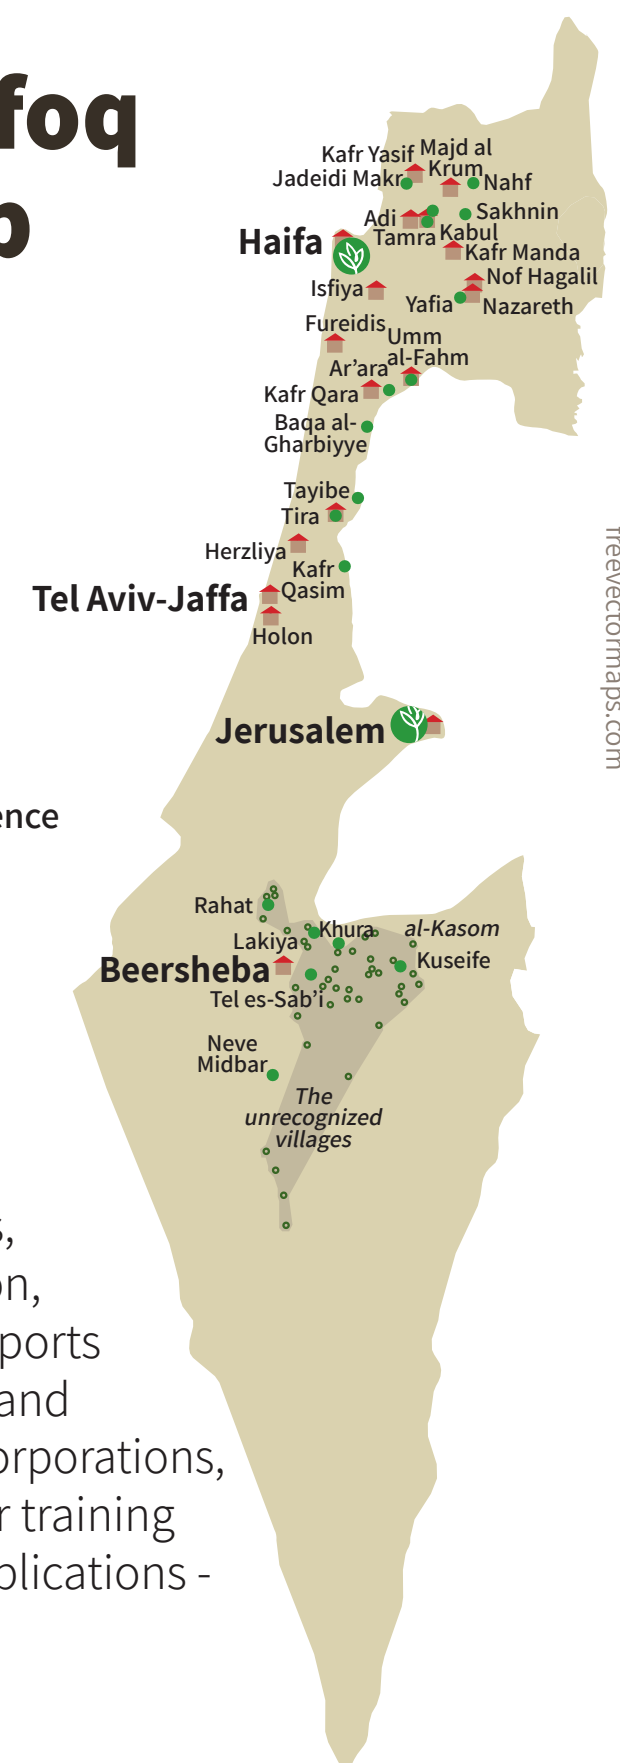 foq
Kafr Yasif
Majd al
Krum
Jadeidi Makr
Nahf
Adi
Sakhnin
Tamra
Kabul
Haifa
Kafr Manda
Nof Hagalil
Isfiya
Yafia
Nazareth
Fureidis
Umm
al-Fahm
Ar'ara
Kafr Qara
Baqa al-
Gharbiyye
Tayibe
Tira
Herzliya
Kafr
Qasim
Tel Aviv-Jaffa
Holon
freevectormaps.com
Jerusalem
ence
Rahat
Khura
al-Kasom
Lakiya
Beersheba
Kuseife
Tel es-Sab'i
Neve
Midbar
The
unrecognized
villages
s,
on,
ports
and
orporations,
r training
blications -